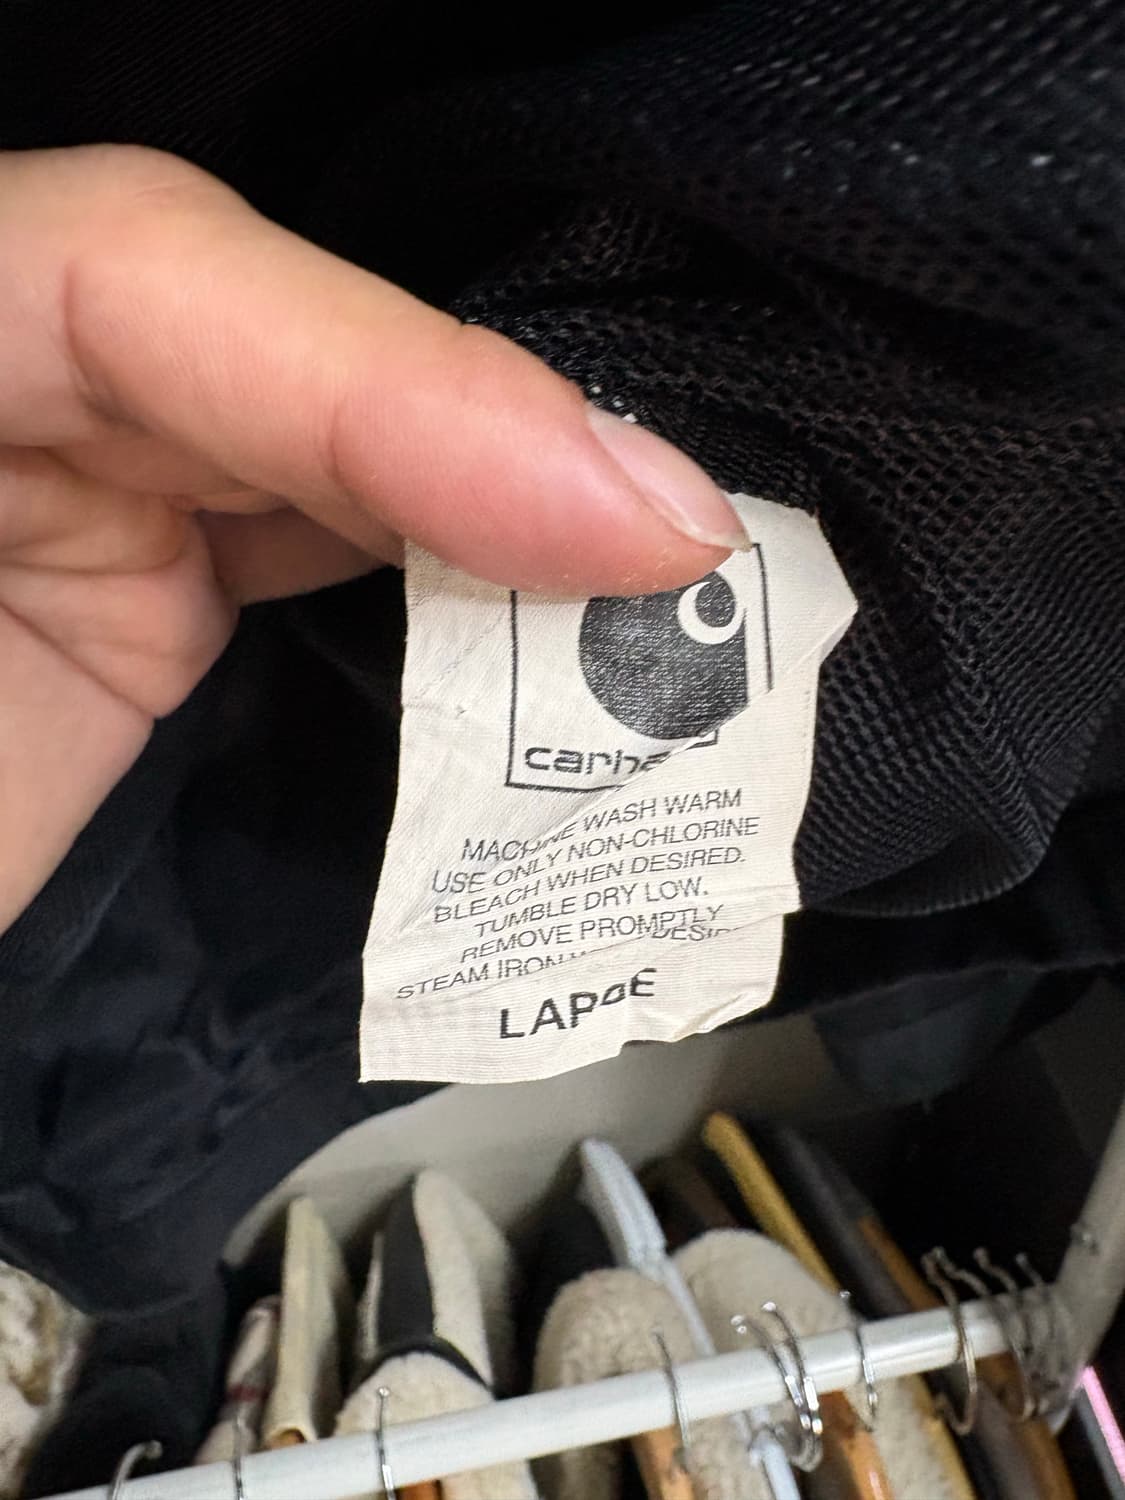 carha
MACHINE WASH WARM
USE ONLY NON-CHLORINE
BLEACH WHEN DESIRED.
TUMBLE DRY LOW.
REMOVE PROMPTLY
STEAM IRON
LARGE